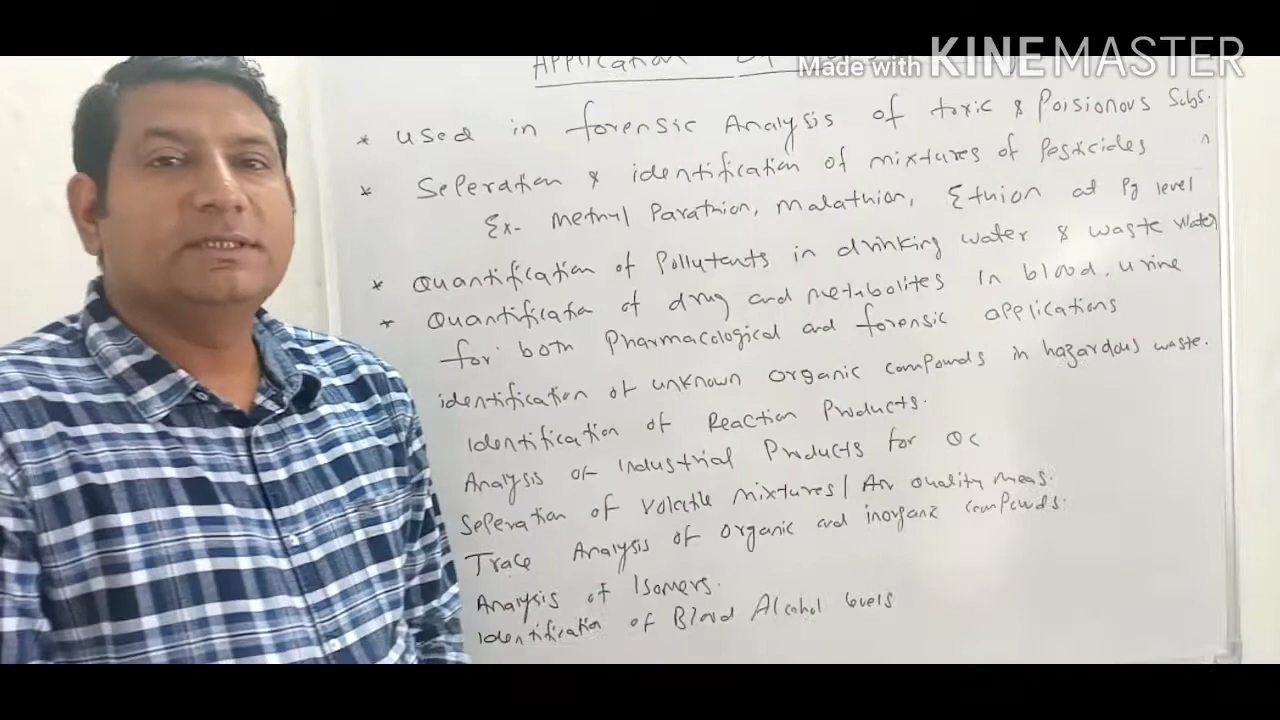 Made with KINEMASTER
Application of
* used in forensic Analysis of toxic & Poisionous Subs.
* Seperation & identification of mixtures of Pesticides
Ex- Methyl Parathion, Malathion, Ethion at Pg level
* Quantification of Pollutents in drinking water & waste water
* Quantificatin of drug and metabolites in blood, urine
for both Pharmacological and forensic applications
identification of unknown organic compounds in hazardous waste.
Identification of Reaction Products.
Analysis of Industrial Products for QC
Seperation of Volatile mixtures / Air quality meas.
Trace Analysis of organic and inorganic compounds.
Analysis of Isomers.
Identification of Blood Alcohol levels